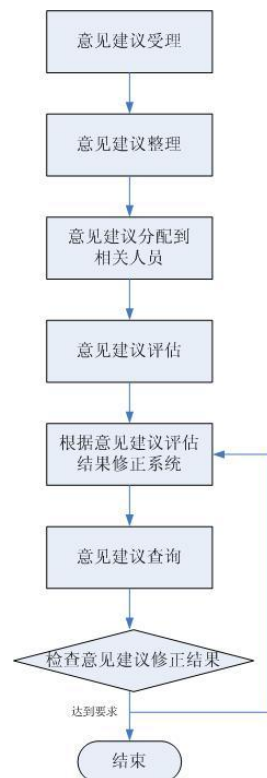 意见建议受理
意见建议整理
意见建议分配到
相关人员
意见建议评估
根据意见建议评估
结果修正系统
意见建议查询
检查意见建议修正结果
达到要求
结束